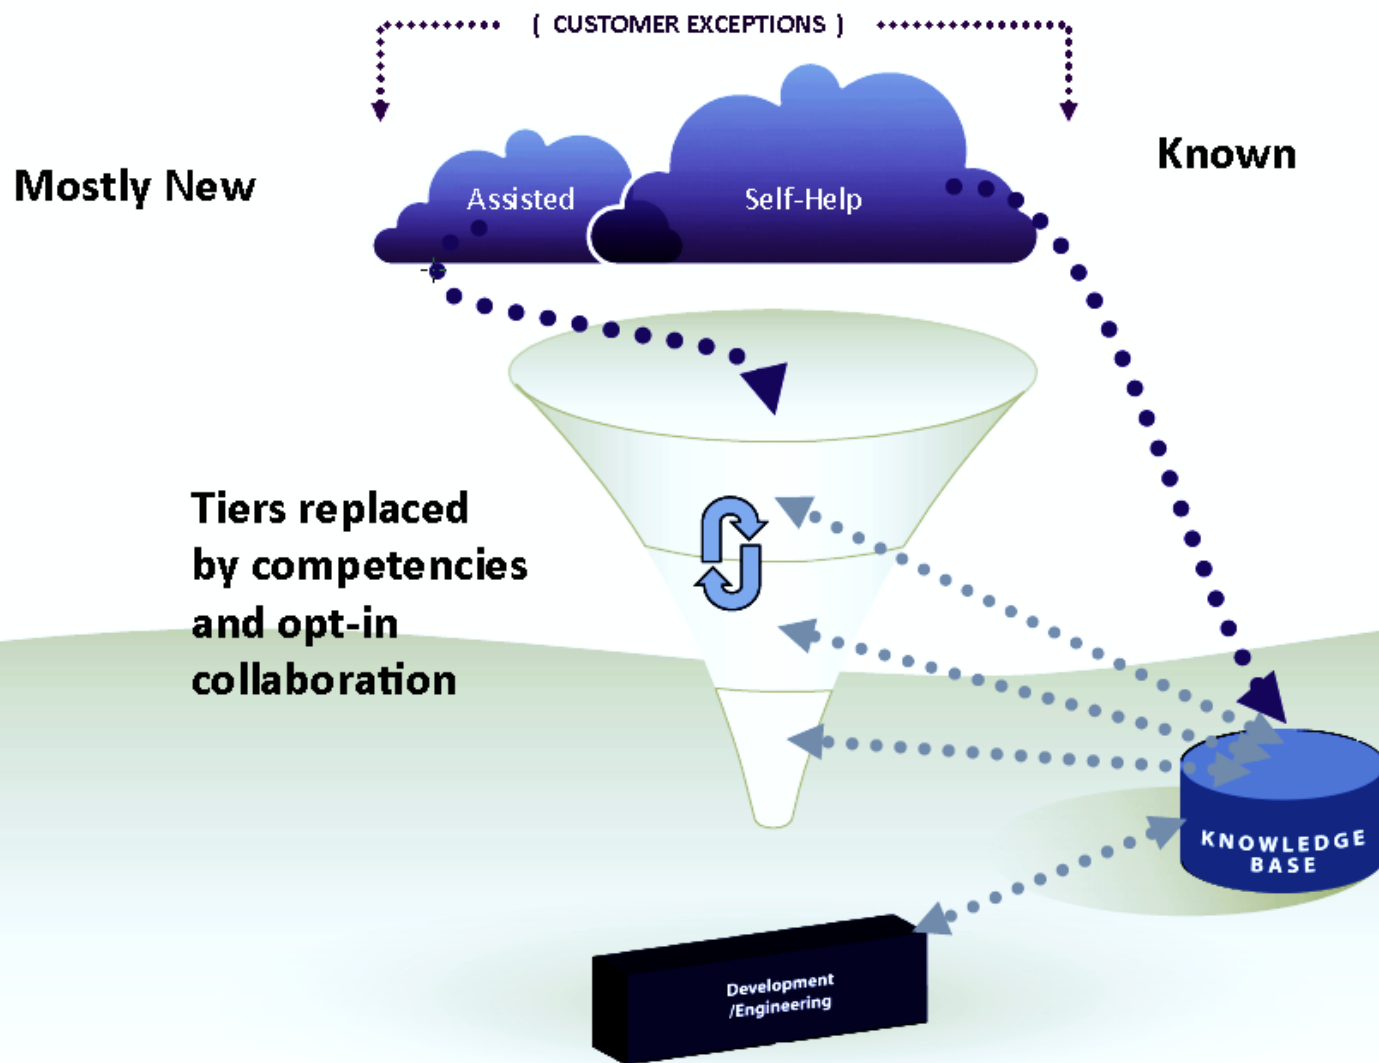 ( CUSTOMER EXCEPTIONS )
Mostly New
Assisted
Self-Help
Known
Tiers replaced
by competencies
and opt-in
collaboration
KNOWLEDGE
BASE
Development
/Engineering